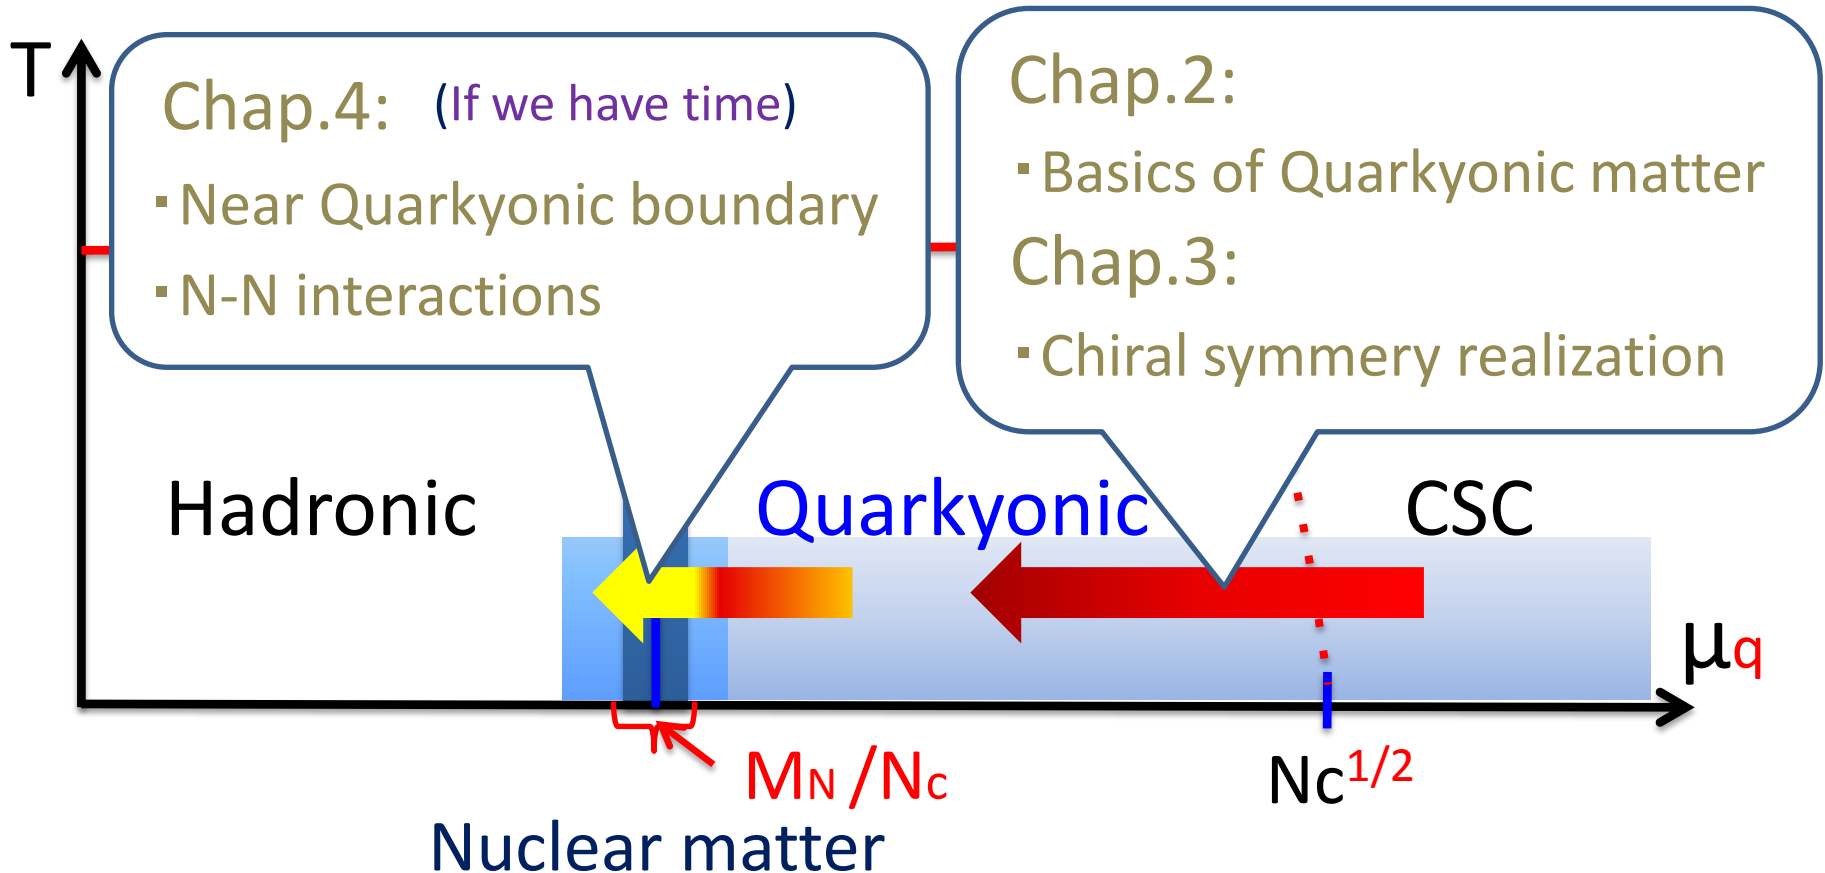 T
Chap.4: (If we have time)
▪Near Quarkyonic boundary
▪N-N interactions
Chap.2:
▪Basics of Quarkyonic matter
Chap.3:
▪Chiral symmery realization
Hadronic
Quarkyonic
CSC
μq
MN /Nc
Nc1/2
Nuclear matter